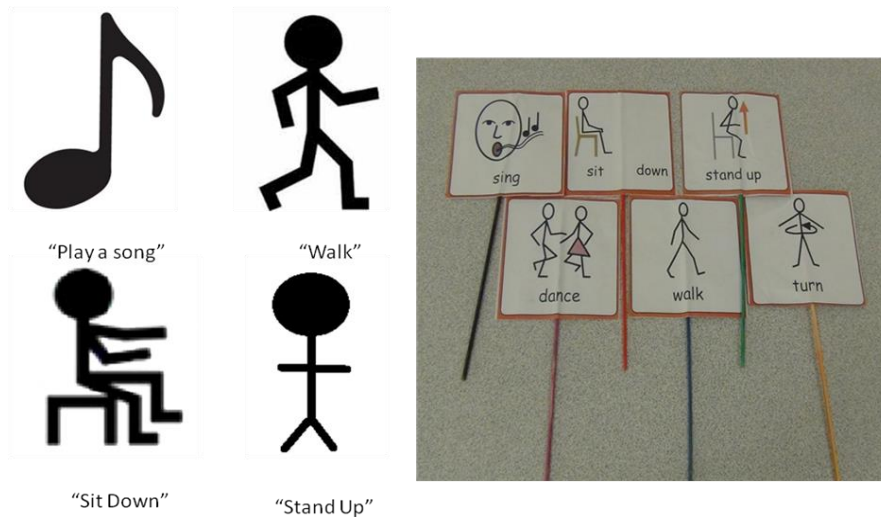 “Play a song”
“Walk”
“Sit Down”
“Stand Up”
sing
sit down
stand up
dance
walk
turn